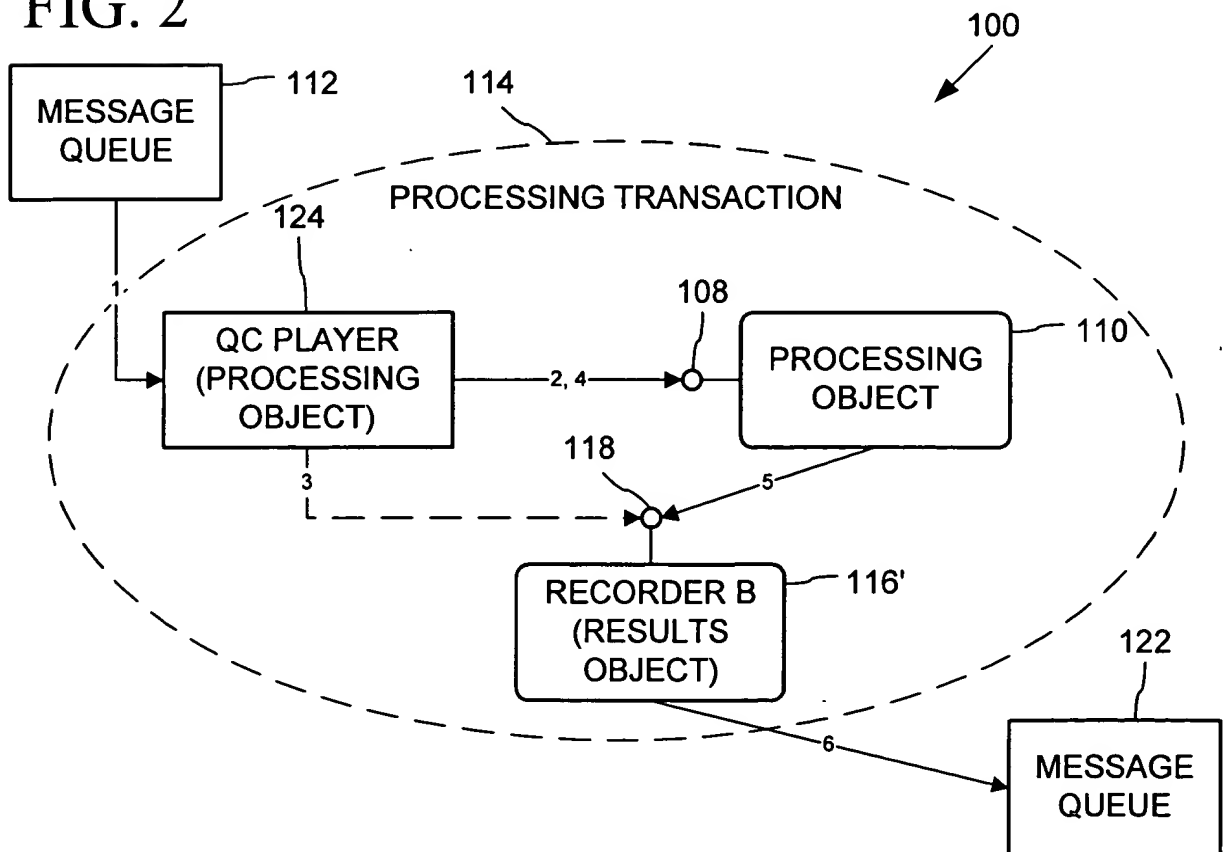 FIG. 2
100
112
MESSAGE
QUEUE
114
PROCESSING TRANSACTION
124
1
108
110
QC PLAYER
(PROCESSING
OBJECT)
2, 4
PROCESSING
OBJECT
118
3
5
116'
RECORDER B
(RESULTS
OBJECT)
122
6
MESSAGE
QUEUE